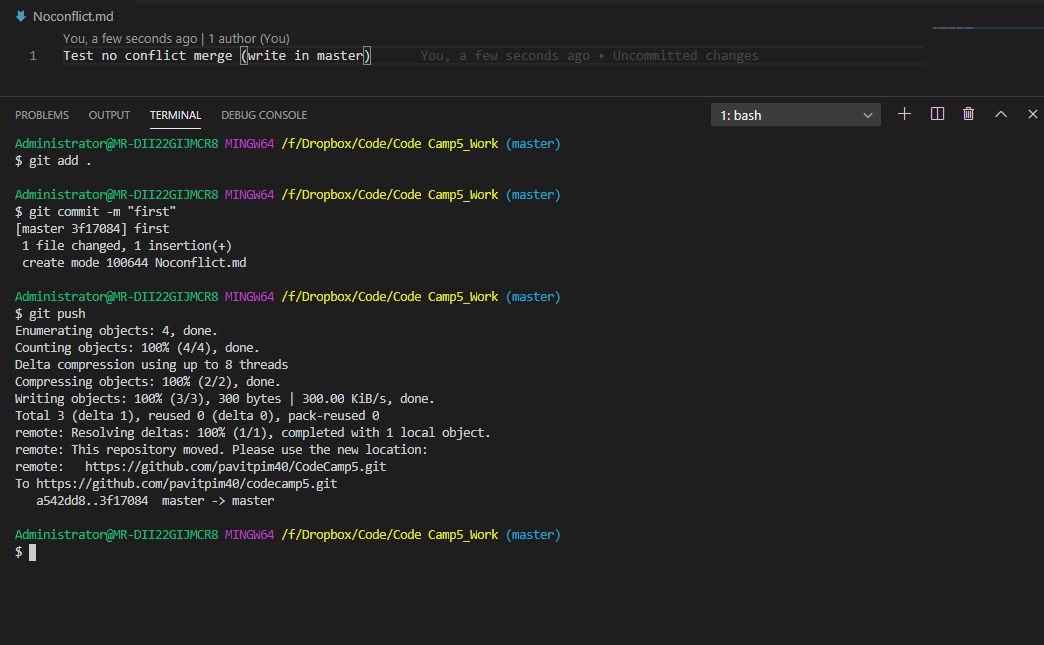 Noconflict.md
You, a few seconds ago | 1 author (You)
1 Test no conflict merge (write in master) You, a few seconds ago • Uncommitted changes
PROBLEMS OUTPUT TERMINAL DEBUG CONSOLE 1: bash
Administrator@MR-DII22GIJMCR8 MINGW64 /f/Dropbox/Code/Code Camp5_Work (master)
$ git add .
Administrator@MR-DII22GIJMCR8 MINGW64 /f/Dropbox/Code/Code Camp5_Work (master)
$ git commit -m "first"
[master 3f17084] first
1 file changed, 1 insertion(+)
create mode 100644 Noconflict.md
Administrator@MR-DII22GIJMCR8 MINGW64 /f/Dropbox/Code/Code Camp5_Work (master)
$ git push
Enumerating objects: 4, done.
Counting objects: 100% (4/4), done.
Delta compression using up to 8 threads
Compressing objects: 100% (2/2), done.
Writing objects: 100% (3/3), 300 bytes | 300.00 KiB/s, done.
Total 3 (delta 1), reused 0 (delta 0), pack-reused 0
remote: Resolving deltas: 100% (1/1), completed with 1 local object.
remote: This repository moved. Please use the new location:
remote:   https://github.com/pavitpim40/CodeCamp5.git
To https://github.com/pavitpim40/codecamp5.git
a542dd8..3f17084  master -> master
Administrator@MR-DII22GIJMCR8 MINGW64 /f/Dropbox/Code/Code Camp5_Work (master)
$